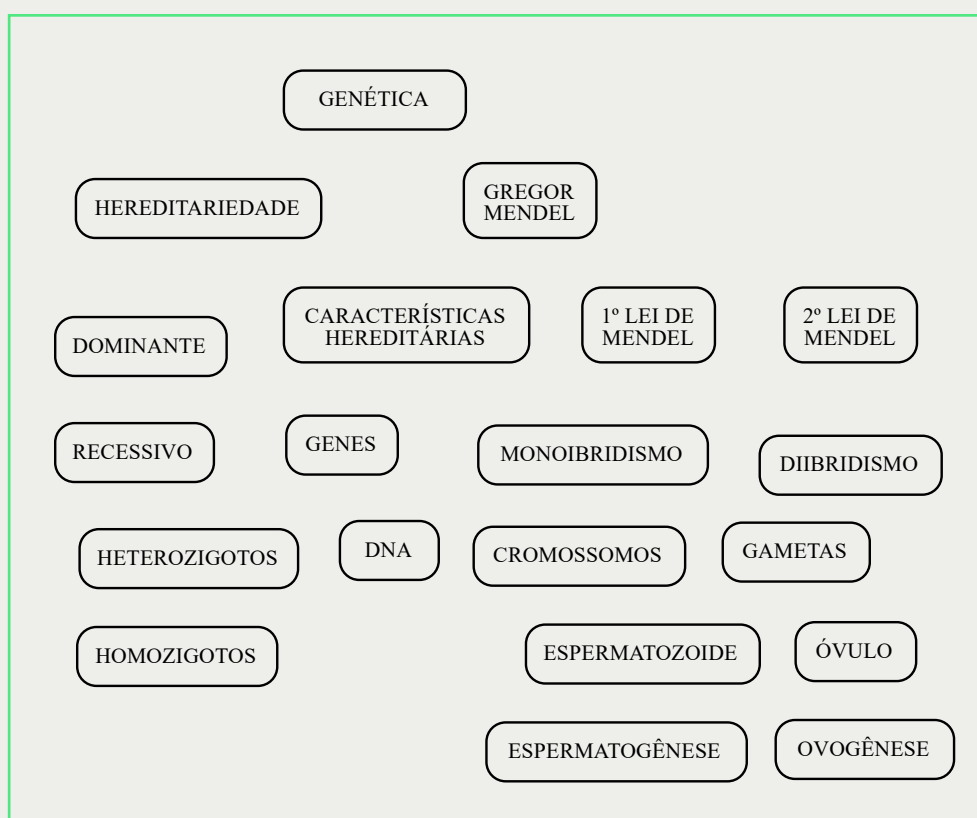 GENÉTICA
HEREDITARIEDADE
GREGOR
MENDEL
CARACTERÍSTICAS
HEREDITÁRIAS
1º LEI DE
MENDEL
2º LEI DE
MENDEL
DOMINANTE
RECESSIVO
GENES
MONOIBRIDISMO
DIIBRIDISMO
HETEROZIGOTOS
DNA
CROMOSSOMOS
GAMETAS
HOMOZIGOTOS
ESPERMATOZOIDE
ÓVULO
ESPERMATOGÊNESE
OVOGÊNESE